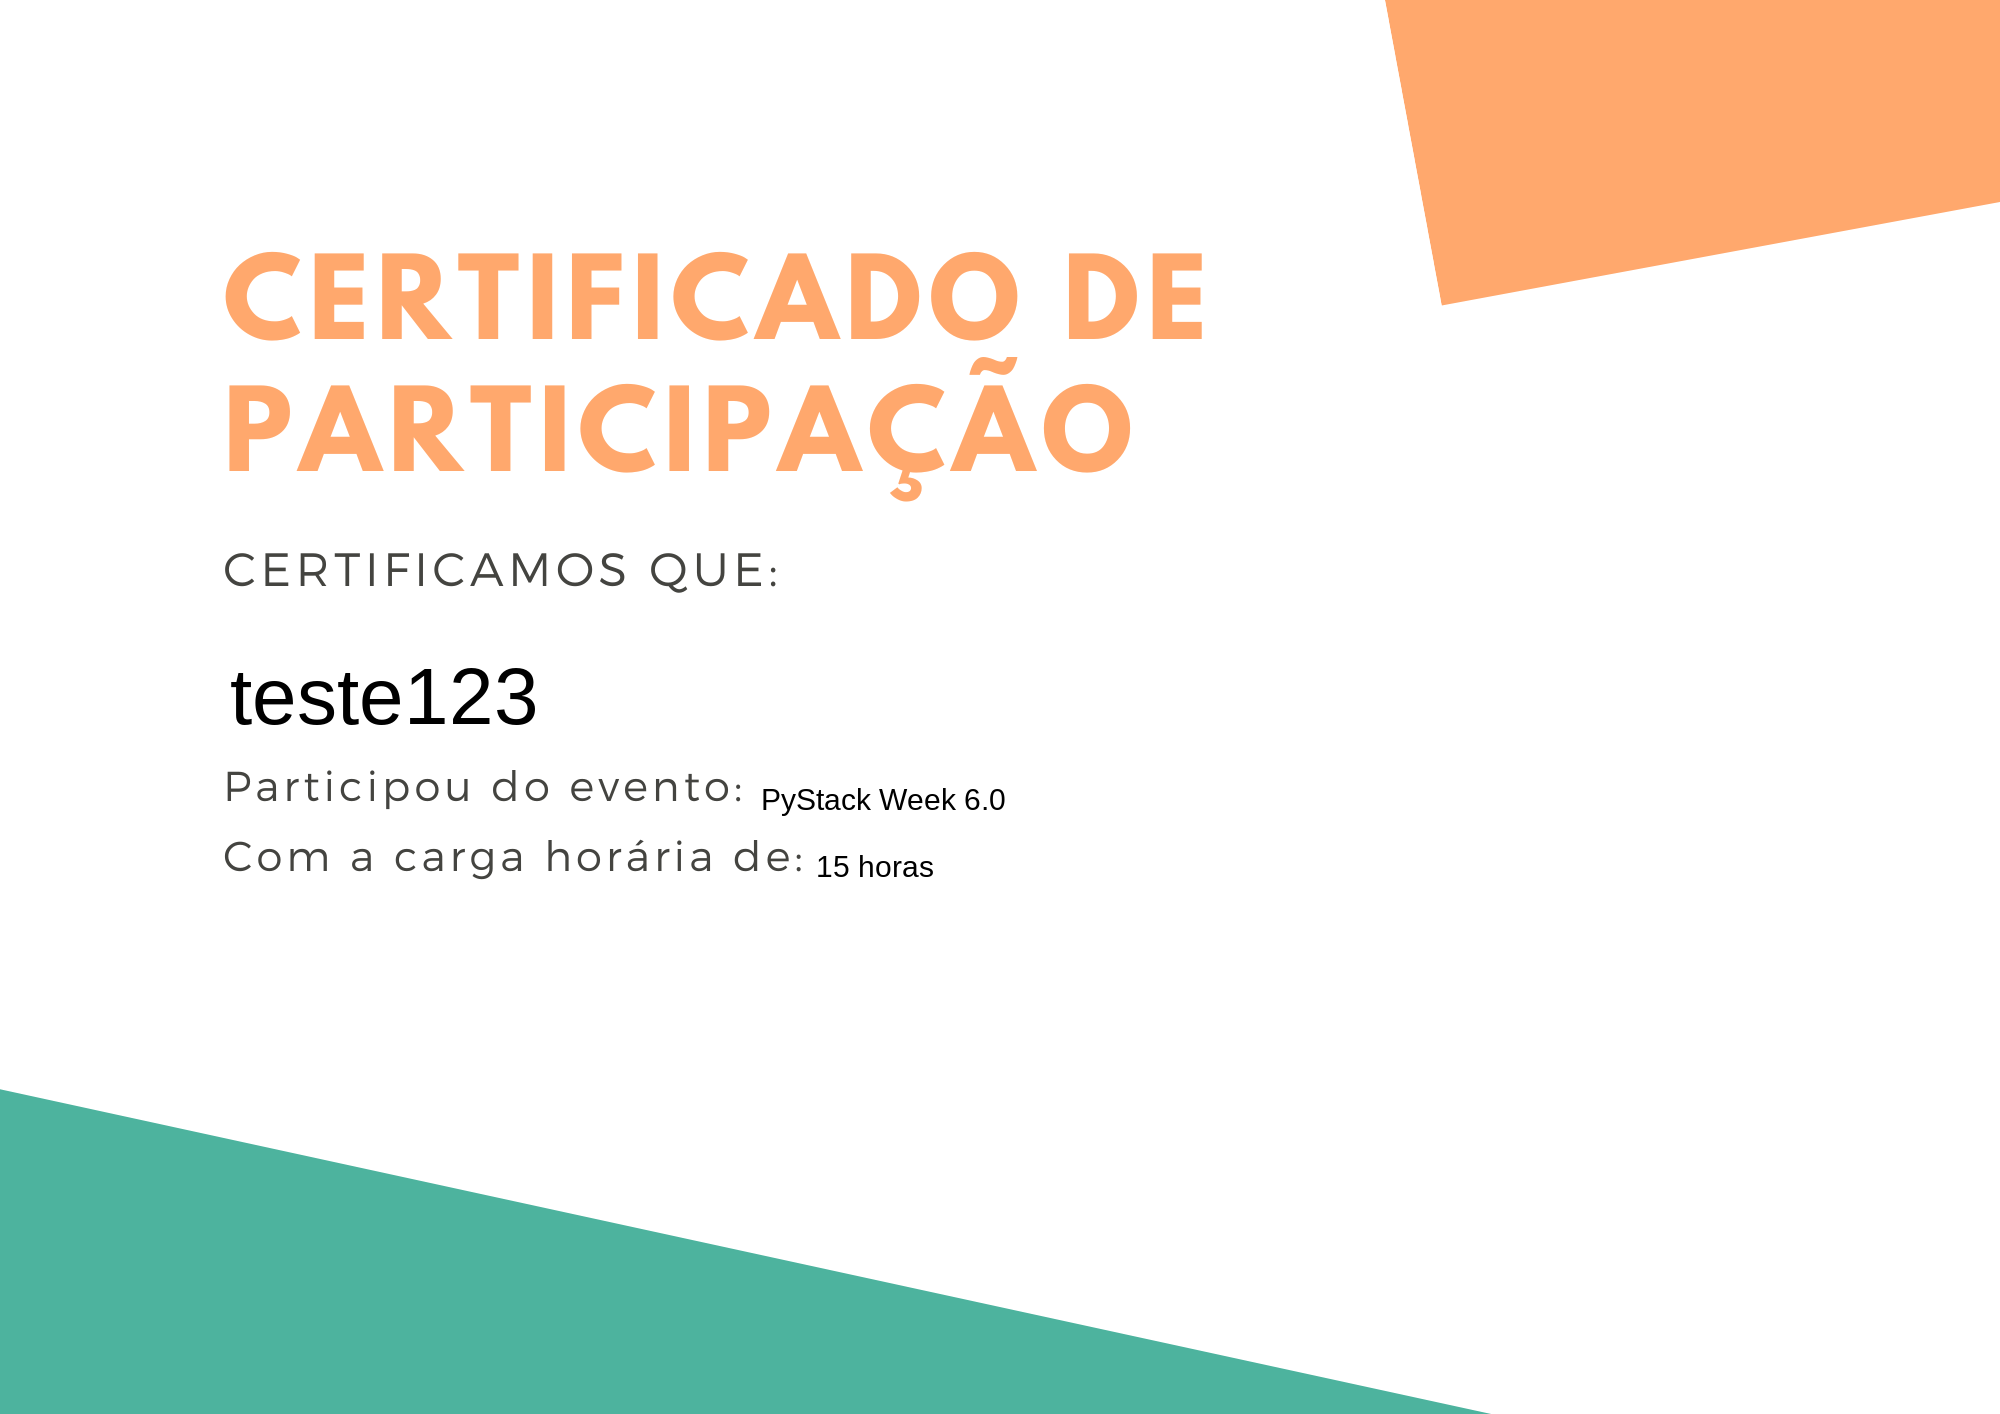 CERTIFICADO DE
PARTICIPAÇÃO
CERTIFICAMOS QUE:
teste123
Participou do evento: PyStack Week 6.0
Com a carga horária de: 15 horas